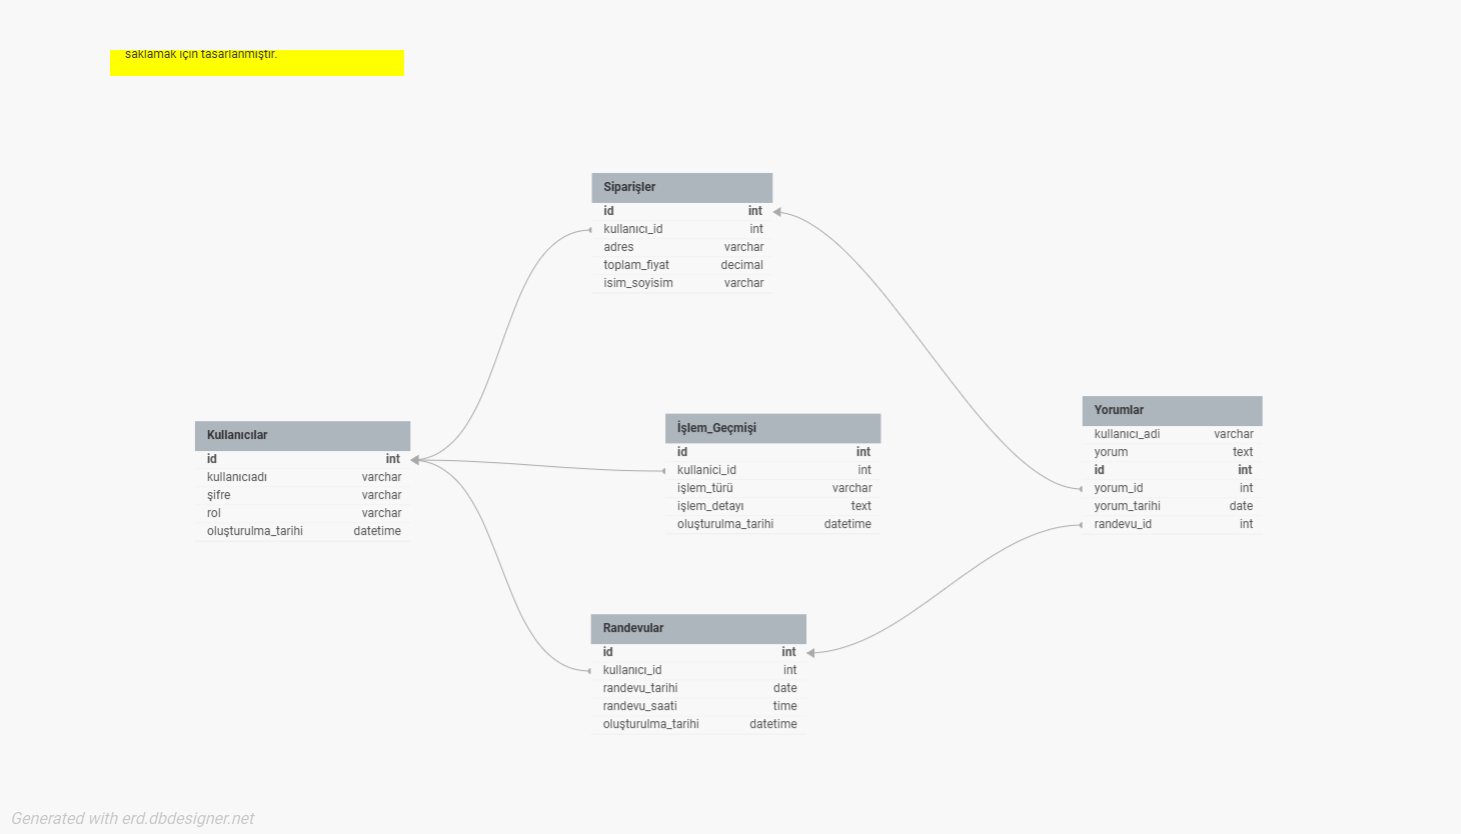 saklamak için tasarlanmıştır.
Siparişler
id int
kullanıcı_id int
adres varchar
toplam_fiyat decimal
isim_soyisim varchar
Kullanıcılar
id int
kullanıcıadı varchar
şifre varchar
rol varchar
oluşturulma_tarihi datetime
İşlem_Geçmişi
id int
kullanici_id int
işlem_türü varchar
işlem_detayı text
oluşturulma_tarihi datetime
Yorumlar
kullanıcı_adi varchar
yorum text
id int
yorum_id int
yorum_tarihi date
randevu_id int
Randevular
id int
kullanıcı_id int
randevu_tarihi date
randevu_saati time
oluşturulma_tarihi datetime
Generated with erd.dbdesigner.net